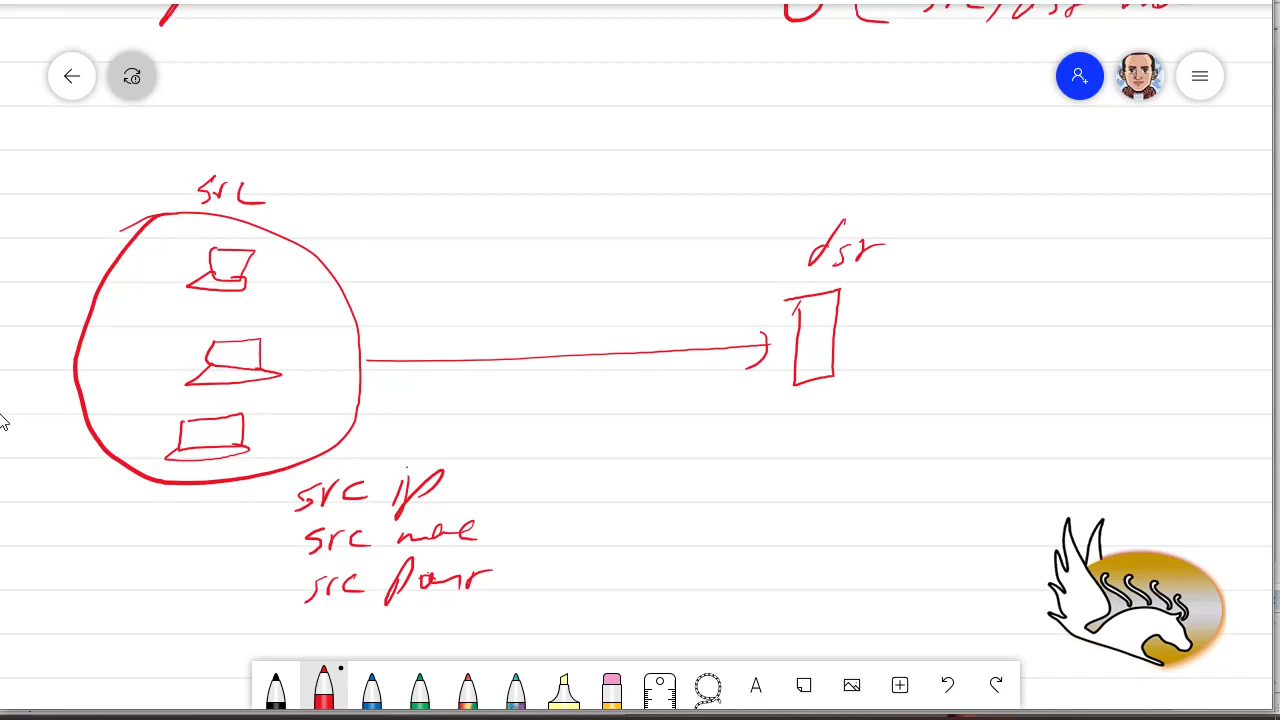 src
dst
src ip
src mac
src port
A